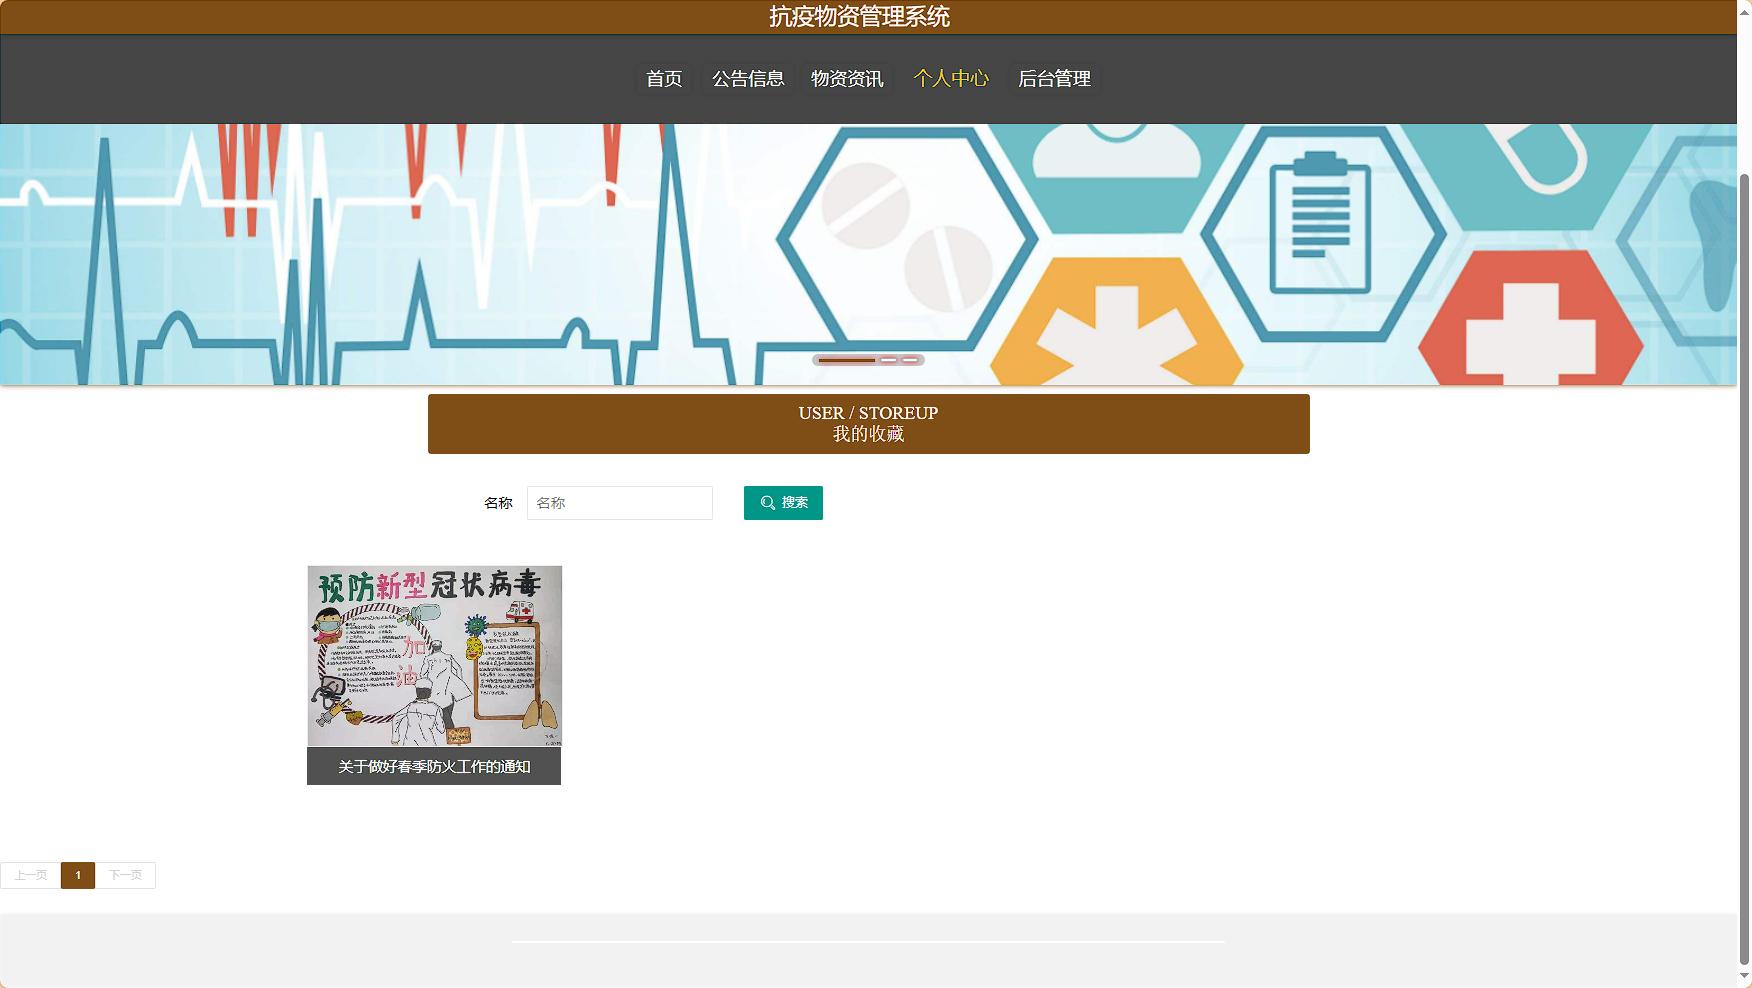 抗疫物资管理系统
首页 公告信息 物资资讯 个人中心 后台管理
USER / STOREUP
我的收藏
名称 名称 搜索
预防新型冠状病毒
加
油
关于做好春季防火工作的通知
上一页 1 下一页